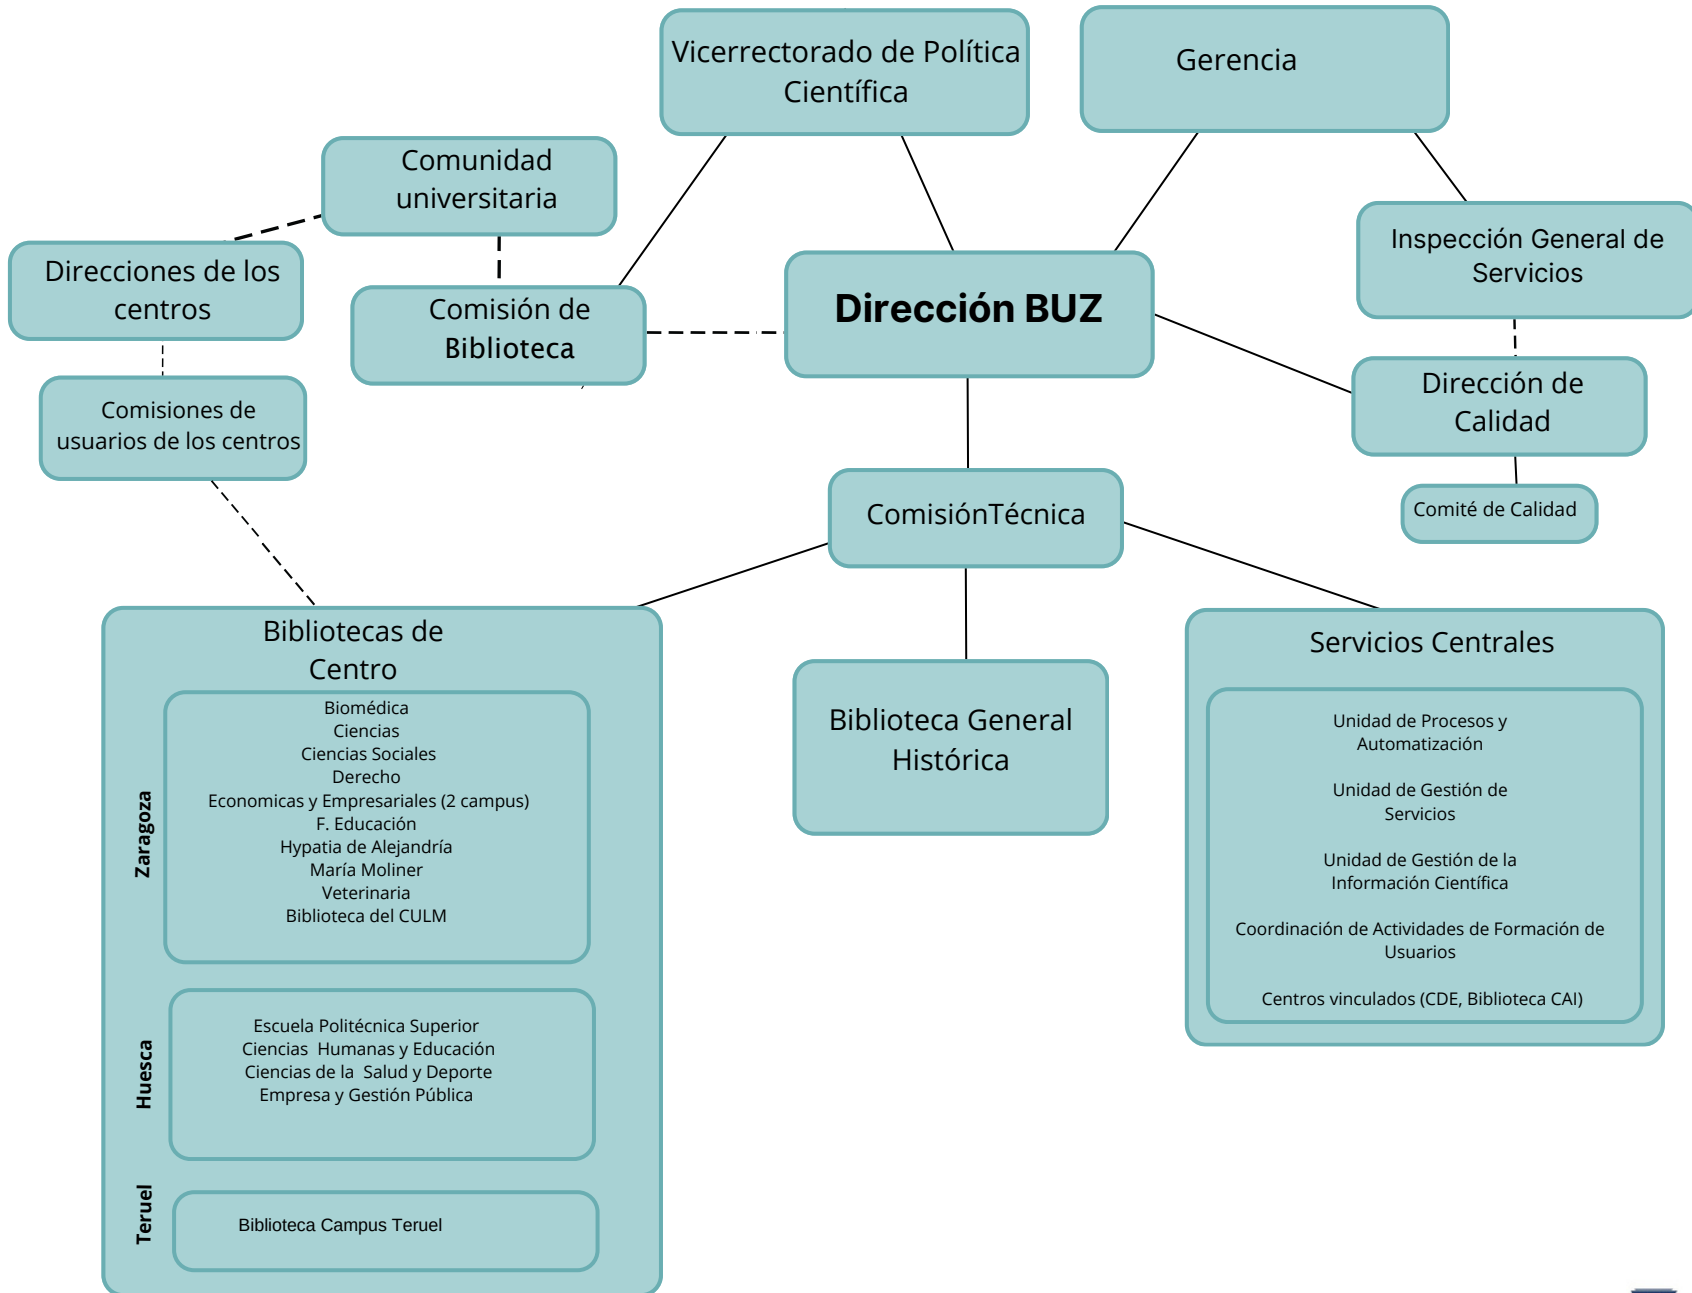 Vicerrectorado de Política
Científica
Gerencia
Comunidad
universitaria
Direcciones de los
centros
Comisión de
Biblioteca
Dirección BUZ
Inspección General de
Servicios
Comisiones de
usuarios de los centros
Dirección de
Calidad
Comité de Calidad
ComisiónTécnica
Bibliotecas de
Centro
Zaragoza
Biomédica
Ciencias
Ciencias Sociales
Derecho
Economicas y Empresariales (2 campus)
F. Educación
Hypatia de Alejandría
María Moliner
Veterinaria
Biblioteca del CULM
Huesca
Escuela Politécnica Superior
Ciencias  Humanas y Educación
Ciencias de la  Salud y Deporte
Empresa y Gestión Pública
Teruel
Biblioteca Campus Teruel
Biblioteca General
Histórica
Servicios Centrales
Unidad de Procesos y
Automatización
Unidad de Gestión de
Servicios
Unidad de Gestión de la
Información Científica
Coordinación de Actividades de Formación de
Usuarios
Centros vinculados (CDE, Biblioteca CAI)